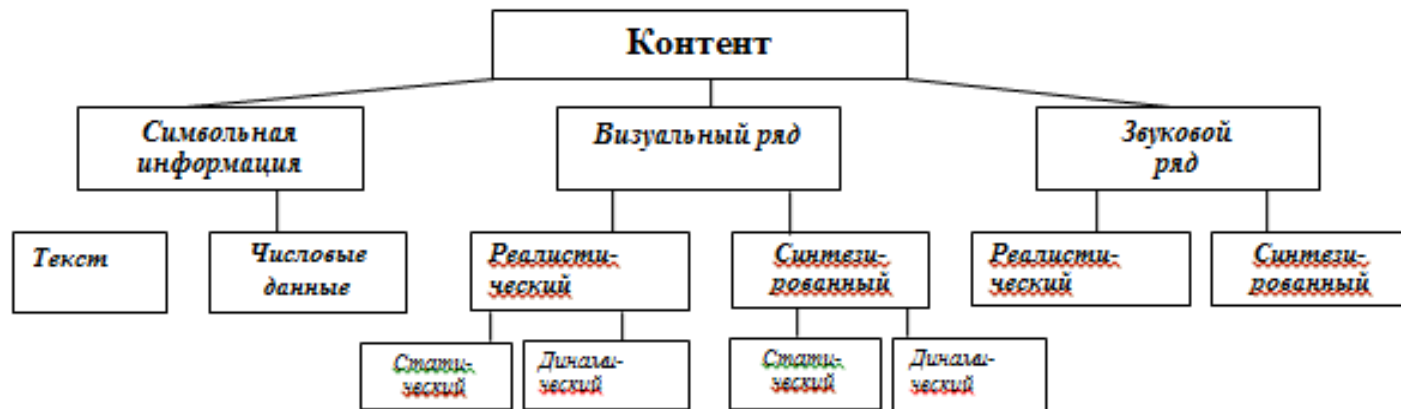 Контент
Символьная
информация
Визуальный ряд
Звуковой
ряд
Текст
Числовые
данные
Реалисти-
ческий
Синтези-
рованный
Реалисти-
ческий
Синтези-
рованный
Стати-
ческий
Динами-
ческий
Стати-
ческий
Динами-
ческий